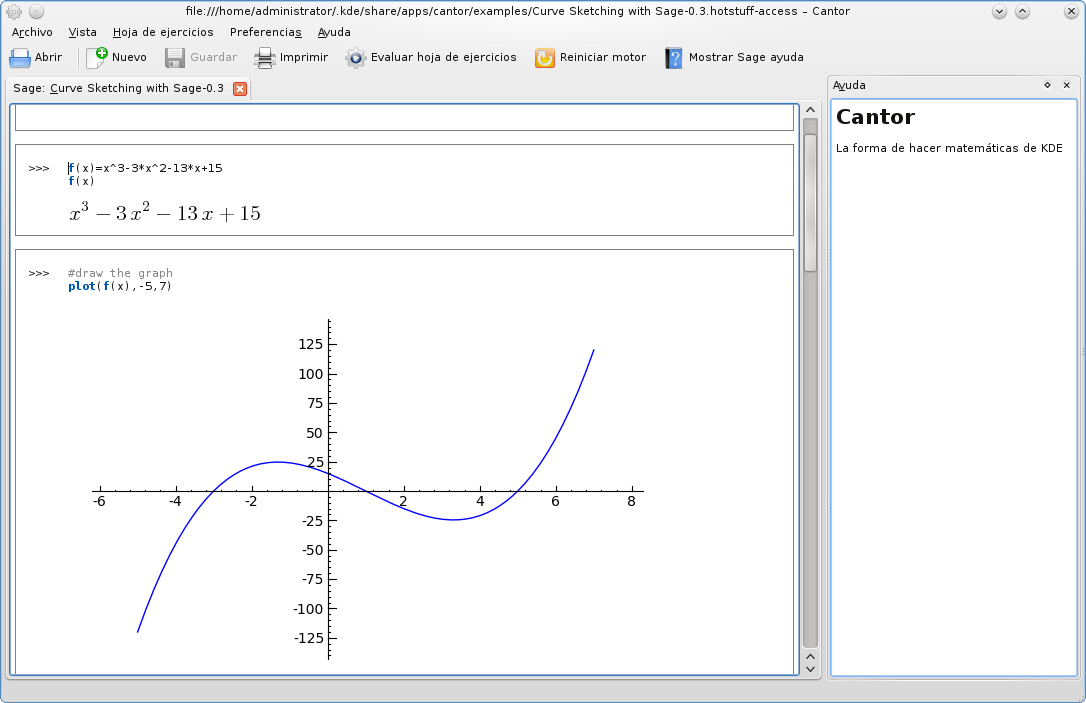 file:///home/administrator/.kde/share/apps/cantor/examples/Curve Sketching with Sage-0.3.hotstuff-access – Cantor
Archivo Vista Hoja de ejercicios Preferencias Ayuda
Abrir Nuevo Guardar Imprimir Evaluar hoja de ejercicios Reiniciar motor Mostrar Sage ayuda
Sage: Curve Sketching with Sage-0.3
>>> f(x)=x^3-3*x^2-13*x+15
f(x)
x³ − 3 x² − 13 x + 15
>>> #draw the graph
plot(f(x),-5,7)
125
100
75
50
25
-6 -4 -2 2 4 6 8
-25
-50
-75
-100
-125
Ayuda
Cantor
La forma de hacer matemáticas de KDE